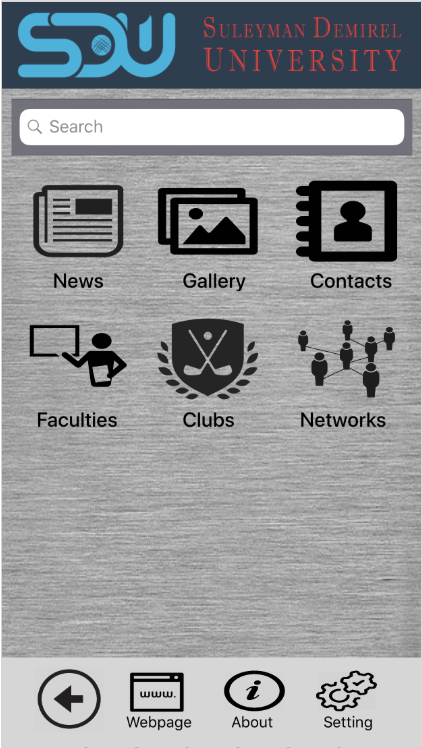 SDU
SULEYMAN DEMIREL
UNIVERSITY
Search
News
Gallery
Contacts
Faculties
Clubs
Networks
www.
Webpage
About
Setting